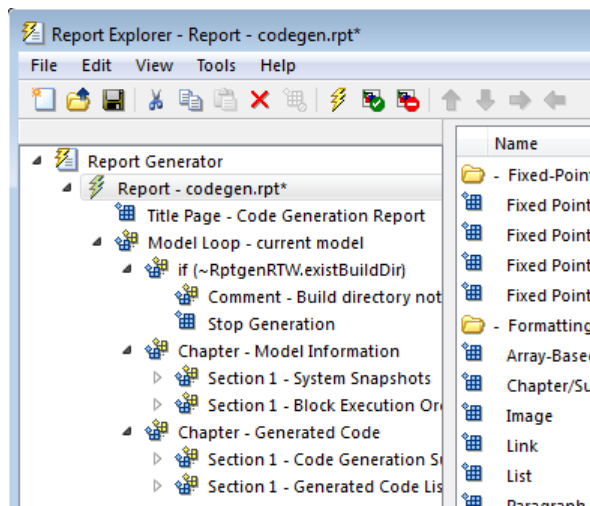 Report Explorer - Report - codegen.rpt*
File Edit View Tools Help
Report Generator
Report - codegen.rpt*
Title Page - Code Generation Report
Model Loop - current model
if (~RptgenRTW.existBuildDir)
Comment - Build directory not
Stop Generation
Chapter - Model Information
Section 1 - System Snapshots
Section 1 - Block Execution Or
Chapter - Generated Code
Section 1 - Code Generation S
Section 1 - Generated Code Lis
Name
- Fixed-Poin
Fixed Point
Fixed Point
Fixed Point
Fixed Point
- Formatting
Array-Base
Chapter/Su
Image
Link
List
Paragraph